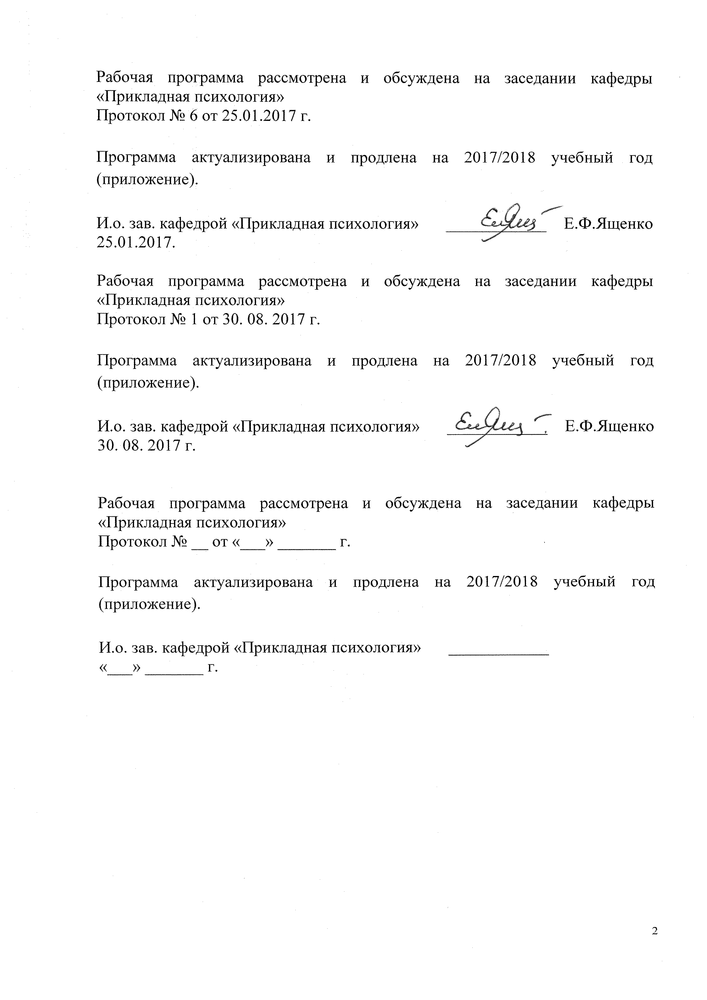 Рабочая программа рассмотрена и обсуждена на заседании кафедры
«Прикладная психология»
Протокол № 6 от 25.01.2017 г.
Программа актуализирована и продлена на 2017/2018 учебный год
(приложение).
И.о. зав. кафедрой «Прикладная психология» ____________ Е.Ф.Ященко
25.01.2017.
Рабочая программа рассмотрена и обсуждена на заседании кафедры
«Прикладная психология»
Протокол № 1 от 30. 08. 2017 г.
Программа актуализирована и продлена на 2017/2018 учебный год
(приложение).
И.о. зав. кафедрой «Прикладная психология» ____________ Е.Ф.Ященко
30. 08. 2017 г.
Рабочая программа рассмотрена и обсуждена на заседании кафедры
«Прикладная психология»
Протокол № __ от «___» _______ г.
Программа актуализирована и продлена на 2017/2018 учебный год
(приложение).
И.о. зав. кафедрой «Прикладная психология» ____________
«___» _______ г.
2